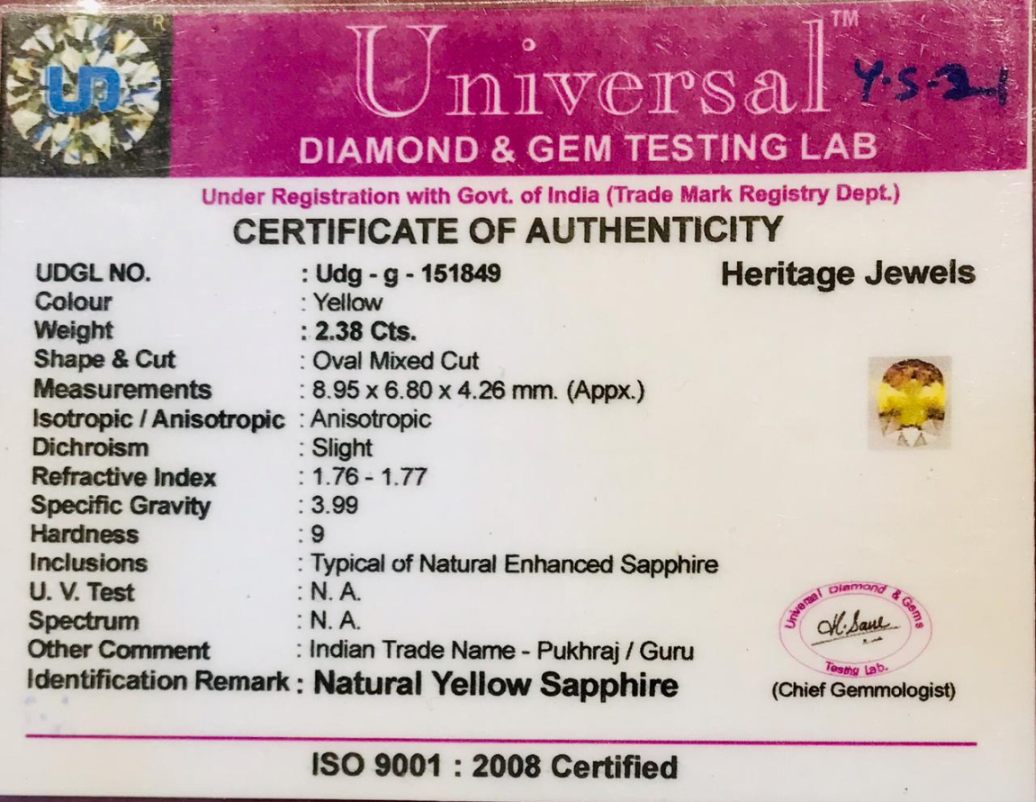 UD
R
Universal™
Y.S-21
DIAMOND & GEM TESTING LAB
Under Registration with Govt. of India (Trade Mark Registry Dept.)
CERTIFICATE OF AUTHENTICITY
UDGL NO. : Udg - g - 151849
Heritage Jewels
Colour : Yellow
Weight : 2.38 Cts.
Shape & Cut : Oval Mixed Cut
Measurements : 8.95 x 6.80 x 4.26 mm. (Appx.)
Isotropic / Anisotropic : Anisotropic
Dichroism : Slight
Refractive Index : 1.76 - 1.77
Specific Gravity : 3.99
Hardness : 9
Inclusions : Typical of Natural Enhanced Sapphire
U. V. Test : N. A.
Spectrum : N. A.
Other Comment : Indian Trade Name - Pukhraj / Guru
Identification Remark : Natural Yellow Sapphire
Universal Diamond & Gems
Testing Lab.
(Chief Gemmologist)
ISO 9001 : 2008 Certified